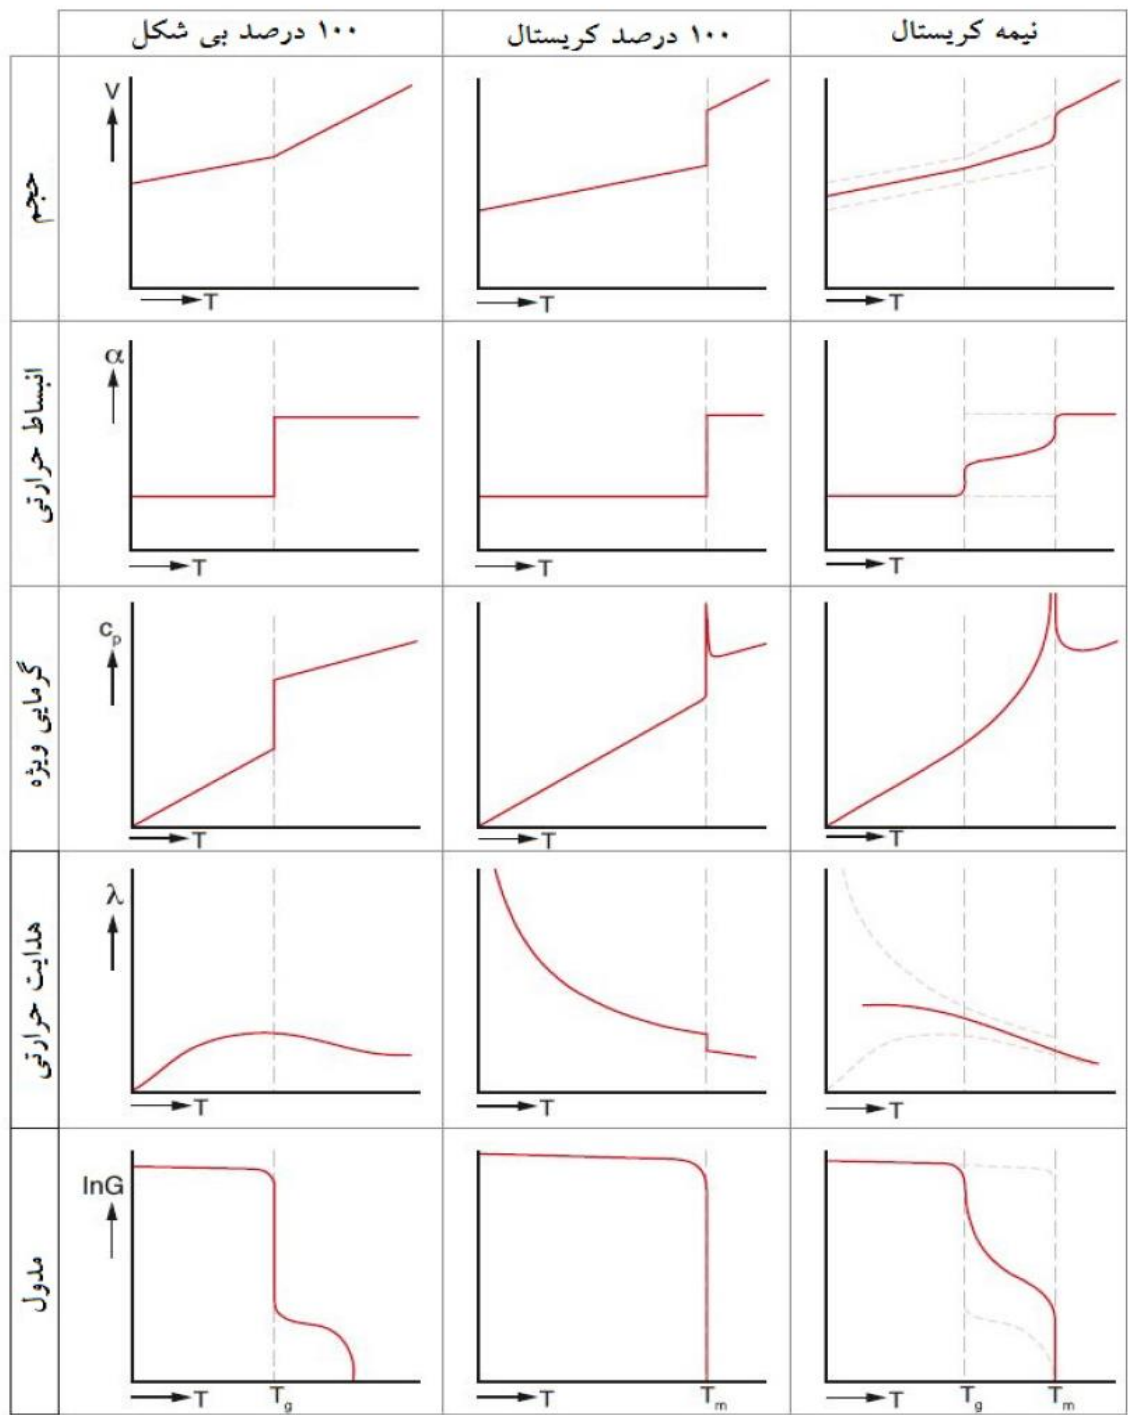 ۱۰۰ درصد بی شکل
۱۰۰ درصد کریستال
نیمه کریستال
حجم
V
T
T
T
انبساط حرارتی
α
T
T
T
گرمایی ویژه
cp
T
T
T
هدایت حرارتی
λ
T
T
T
مدول
lnG
T
Tg
T
Tm
T
Tg
Tm